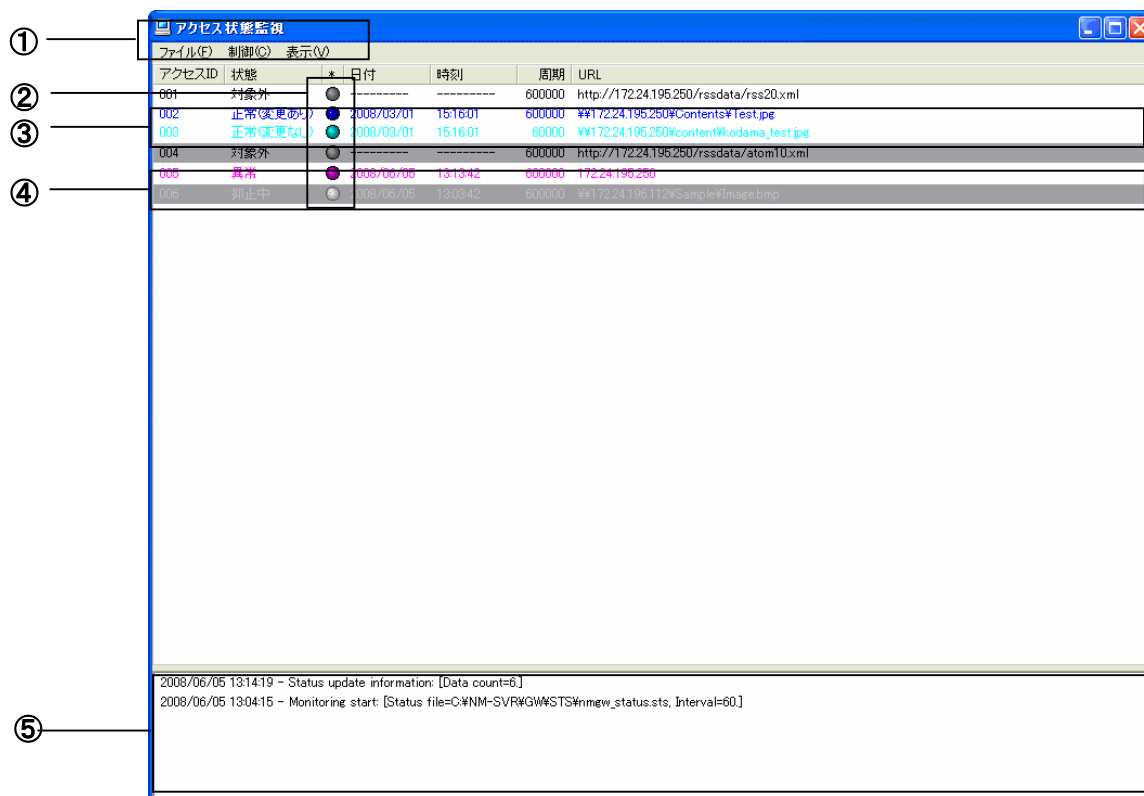 アクセス状態監視
① ファイル(F) 制御(C) 表示(V)
アクセスID 状態 * 日付 時刻 周期 URL
② 001 対象外 --------- --------- 600000 http://172.24.195.250/rssdata/rss20.xml
002 正常(変更あり) 2008/03/01 15:16:01 600000 ¥¥172.24.195.250¥Contents¥Test.jpg
③ 003 正常(変更なし) 2008/03/01 15:16:01 60000 ¥¥172.24.195.250¥content¥kodama_test.jpg
004 対象外 --------- --------- 600000 http://172.24.195.250/rssdata/atom10.xml
005 異常 2008/06/05 13:13:42 600000 172.24.195.250
④ 006 抑止中 2008/06/05 13:03:42 600000 ¥¥172.24.196.112¥Sample¥Image.bmp
2008/06/05 13:14:19 - Status update information: [Data count=6.]
2008/06/05 13:04:15 - Monitoring start: [Status file=C:¥NM-SVR¥GW¥STS¥nmgw_status.sts, Interval=60.]
⑤